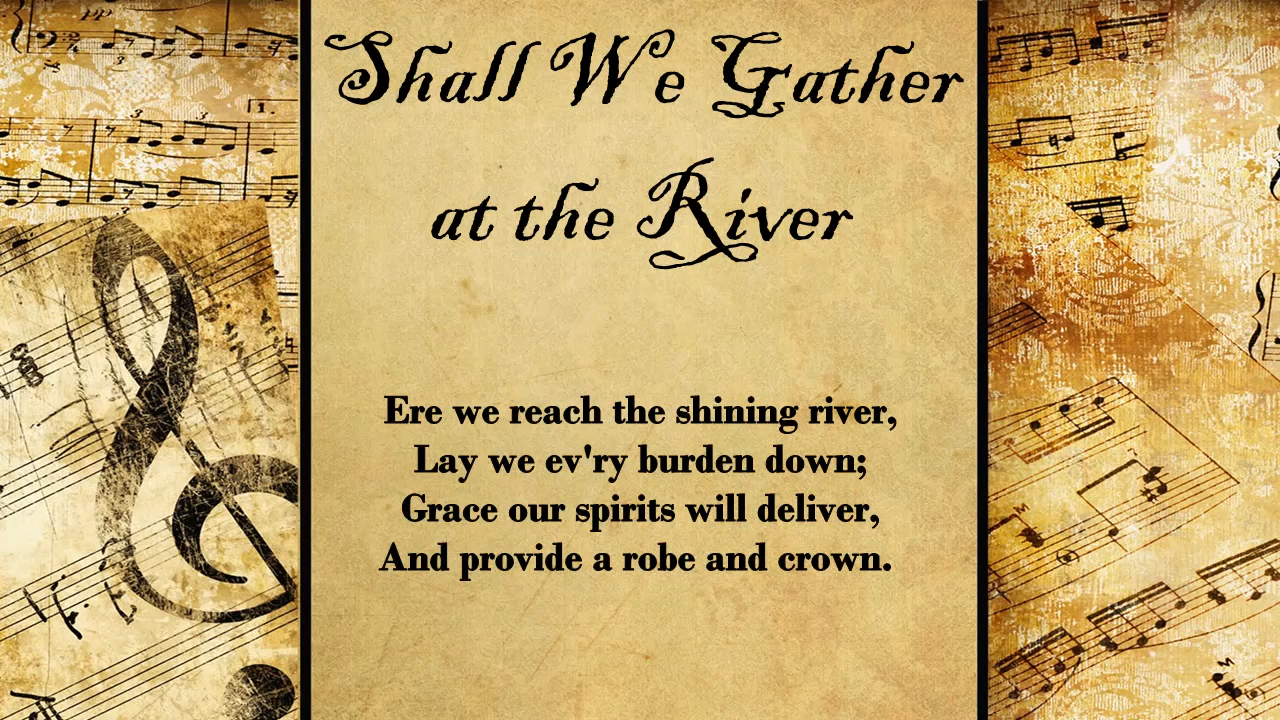 Shall We Gather
at the River
Ere we reach the shining river,
Lay we ev'ry burden down;
Grace our spirits will deliver,
And provide a robe and crown.